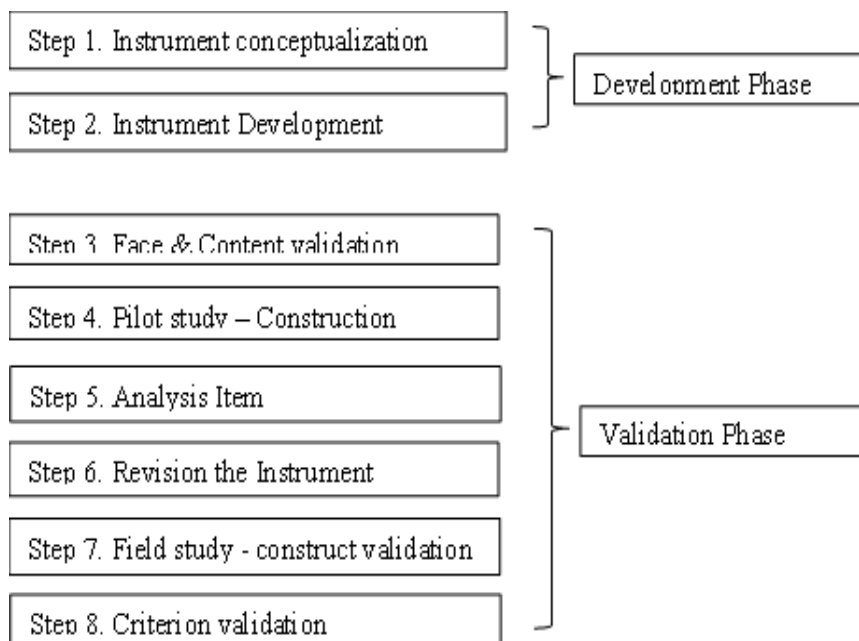 Step 1. Instrument conceptualization
Development Phase
Step 2. Instrument Development
Step 3. Face & Content validation
Step 4. Pilot study – Construction
Step 5. Analysis Item
Validation Phase
Step 6. Revision the Instrument
Step 7. Field study - construct validation
Step 8. Criterion validation